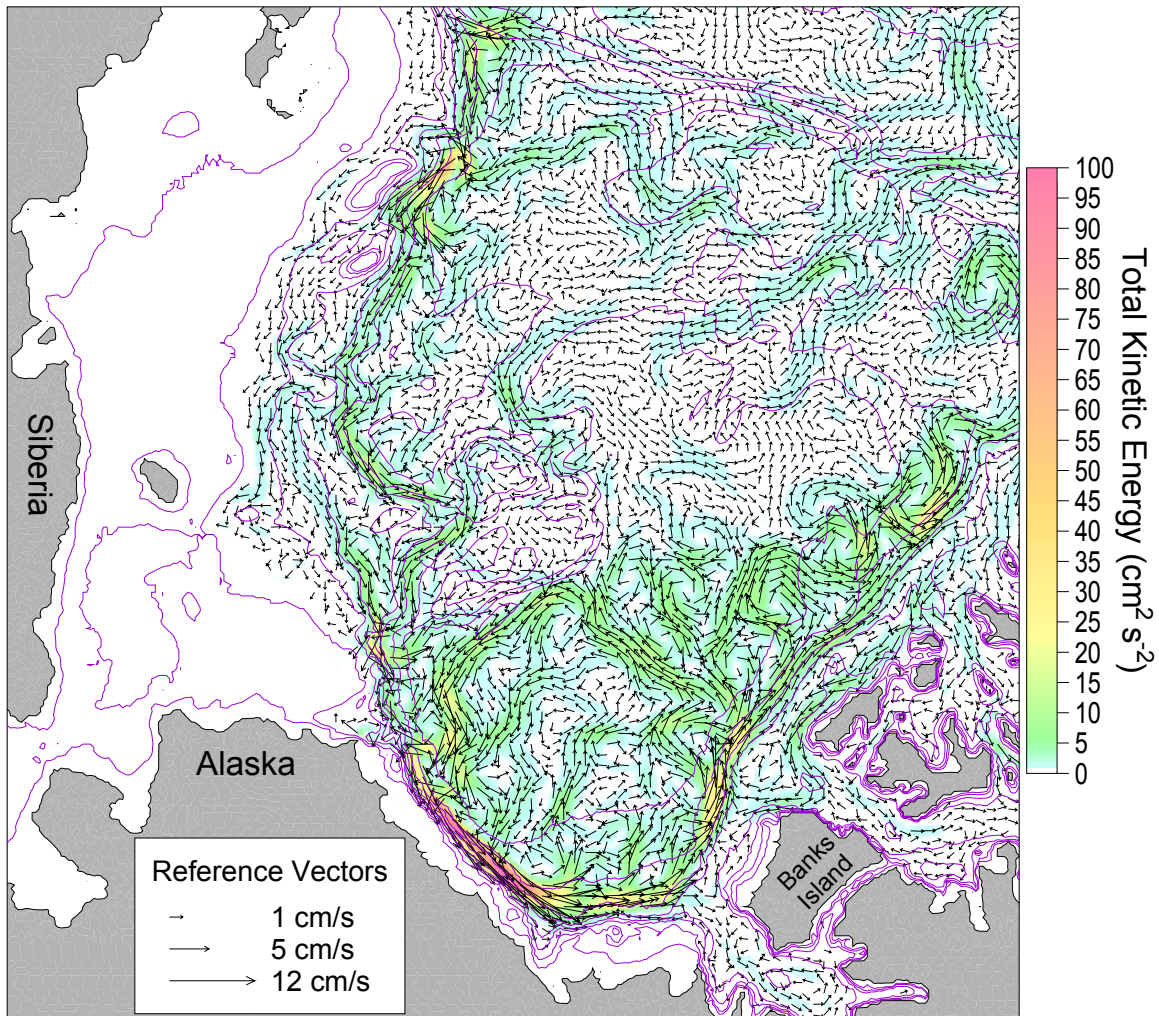 Siberia
Alaska
Banks
Island
Reference Vectors
1 cm/s
5 cm/s
12 cm/s
100
95
90
85
80
75
70
65
60
55
50
45
40
35
30
25
20
15
10
5
0
Total Kinetic Energy (cm² s⁻²)